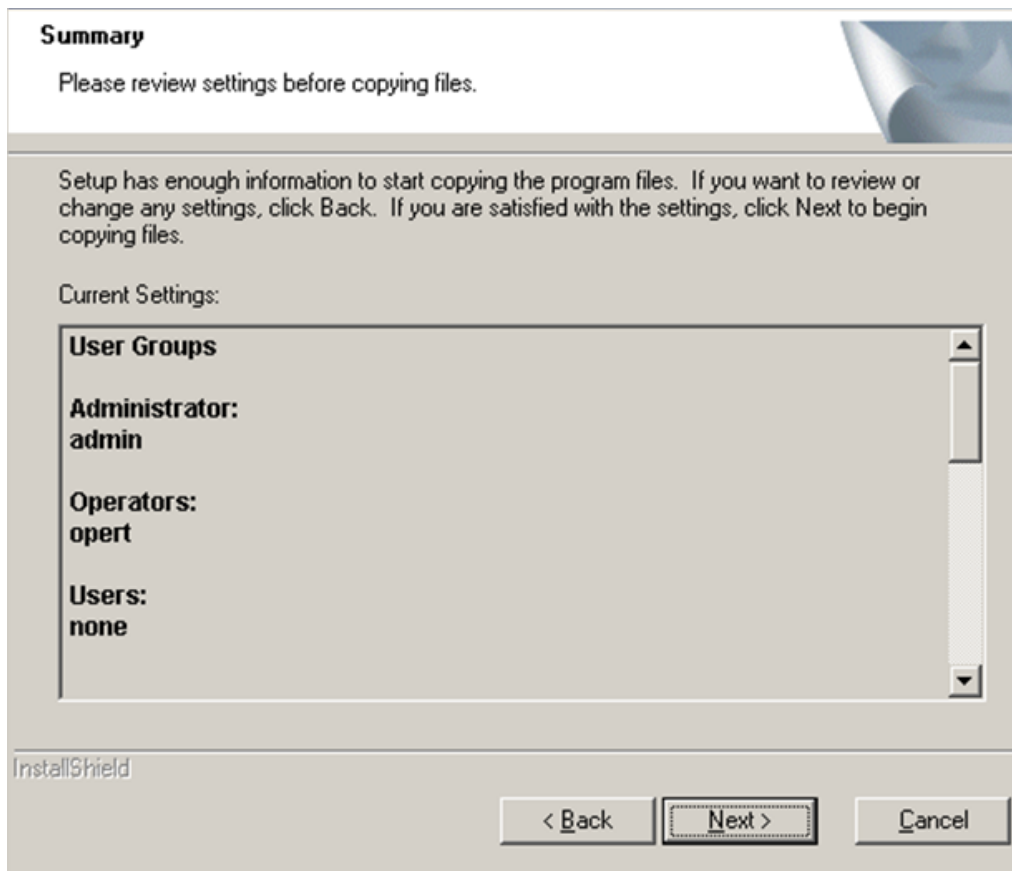 Summary
Please review settings before copying files.
Setup has enough information to start copying the program files.  If you want to review or
change any settings, click Back.  If you are satisfied with the settings, click Next to begin
copying files.
Current Settings:
User Groups
Administrator:
admin
Operators:
opert
Users:
none
InstallShield
< Back
Next >
Cancel